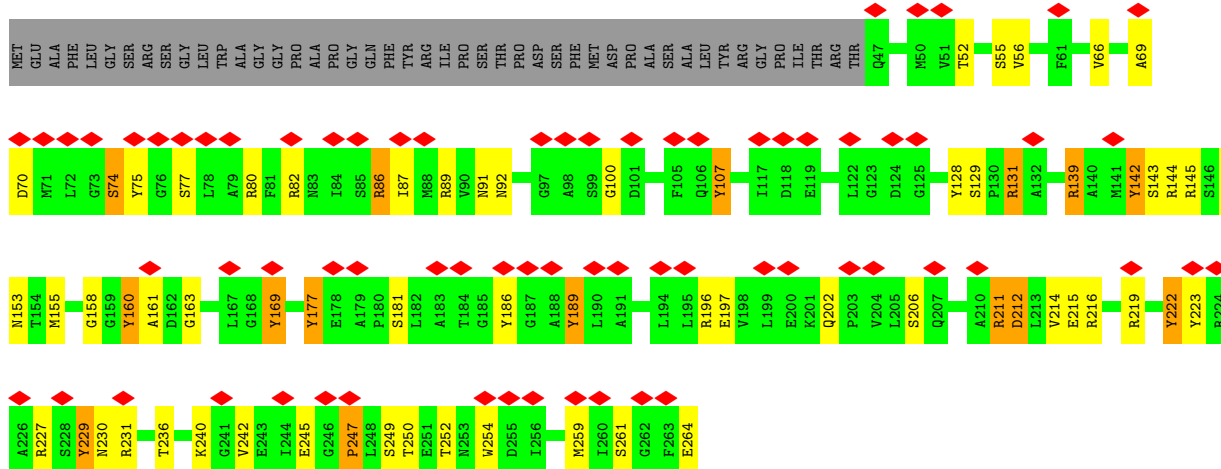 MET GLU ALA PHE LEU GLY SER ARG SER GLY LEU TRP ALA GLY GLY PRO ALA PRO GLY GLN PHE TYR ARG ILE PRO SER THR PRO ASP SER PHE MET ASP PRO ALA SER ALA LEU TYR ARG GLY PRO ILE THR ARG THR Q47 M50 V51 T52 S55 V56 F61 V66 A69
D70 M71 L72 G73 S74 Y75 G76 S77 L78 A79 R80 F81 R82 N83 I84 S85 R86 I87 M88 R89 V90 N91 N92 G97 A98 S99 G100 D101 F105 Q106 Y107 I117 D118 E119 L122 G123 D124 G125 Y128 S129 P130 R131 A132 R139 A140 M141 Y142 S143 R144 R145 S146
N153 T154 M155 G158 G159 Y160 A161 D162 G163 L167 G168 Y169 Y177 E178 A179 P180 S181 L182 A183 T184 G185 Y186 G187 A188 Y189 L190 A191 L194 L195 R196 E197 V198 L199 E200 K201 Q202 P203 V204 L205 S206 Q207 A210 R211 D212 L213 V214 E215 R216 R219 Y222 Y223 R224
A226 R227 S228 Y229 N230 R231 T236 K240 G241 V242 E243 I244 E245 G246 P247 L248 S249 T250 E251 T252 N253 W254 D255 I256 M259 I260 S261 G262 F263 E264